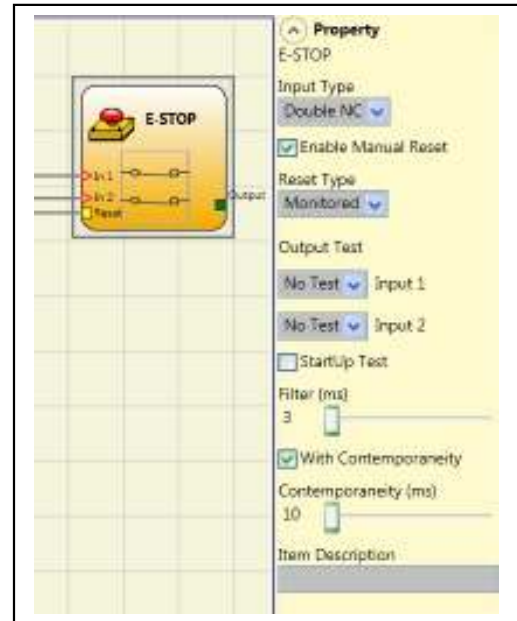 E-STOP
In 1
In 2
Reset
Output
Property
E-STOP
Input Type
Double NC
Enable Manual Reset
Reset Type
Monitored
Output Test
No Test Input 1
No Test Input 2
StartUp Test
Filter (ms)
3
With Contemporaneity
Contemporaneity (ms)
10
Item Description